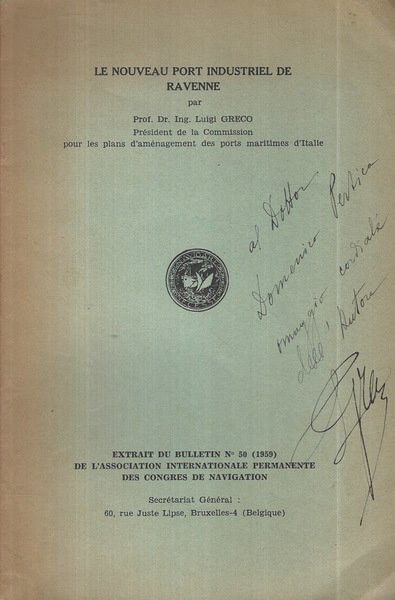 LE NOUVEAU PORT INDUSTRIEL DE
RAVENNE
par
Prof. Dr. Ing. Luigi GRECO
Président de la Commission
pour les plans d'aménagement des ports maritimes d'Italie
al Dottor
Domenico Pertica
omaggio cordiale
dell'Autore
EXTRAIT DU BULLETIN N° 50 (1959)
DE L'ASSOCIATION INTERNATIONALE PERMANENTE
DES CONGRES DE NAVIGATION
Secrétariat Général :
60, rue Juste Lipse, Bruxelles-4 (Belgique)